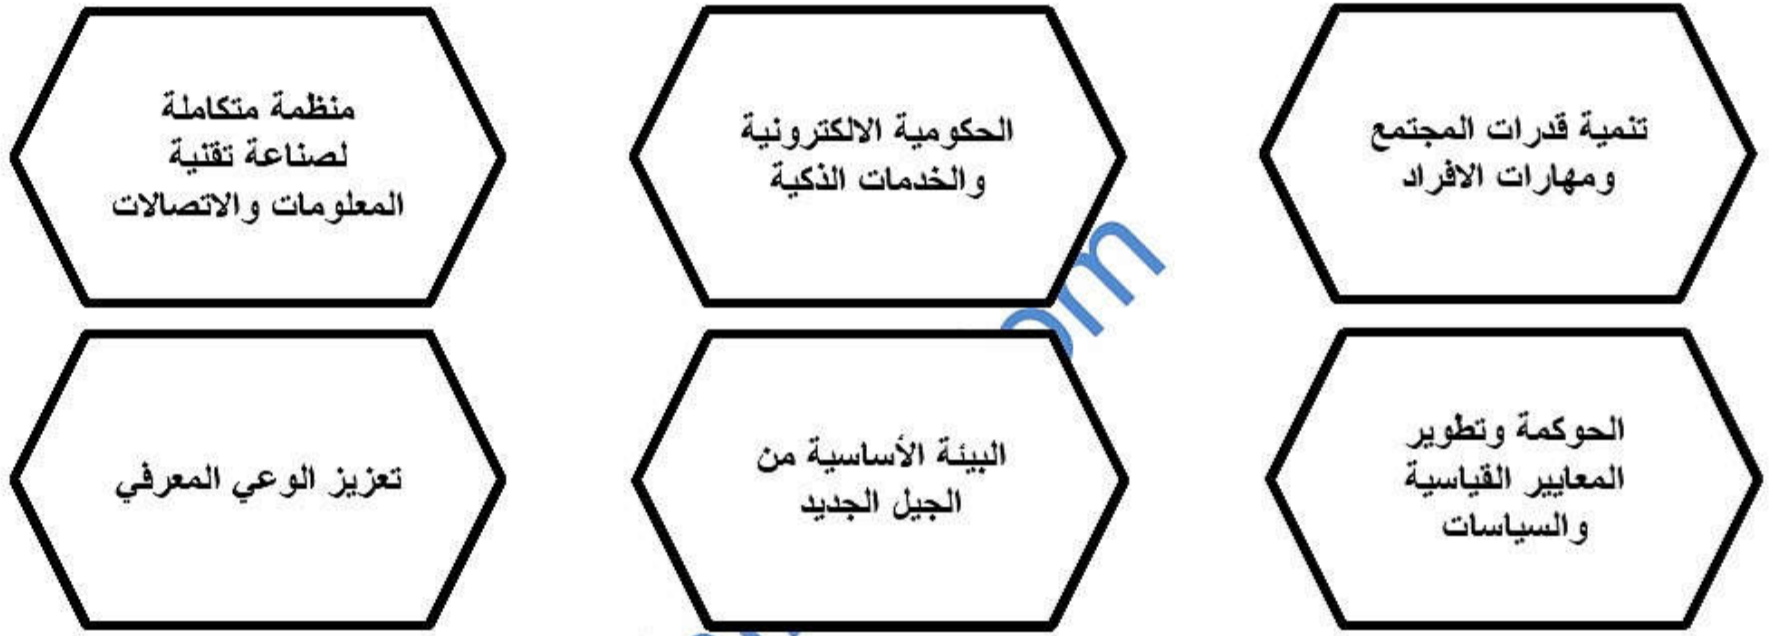 تنمية قدرات المجتمع
ومهارات الافراد
الحكومية الالكترونية
والخدمات الذكية
منظمة متكاملة
لصناعة تقنية
المعلومات والاتصالات
الحوكمة وتطوير
المعايير القياسية
والسياسات
البيئة الأساسية من
الجيل الجديد
تعزيز الوعي المعرفي
om